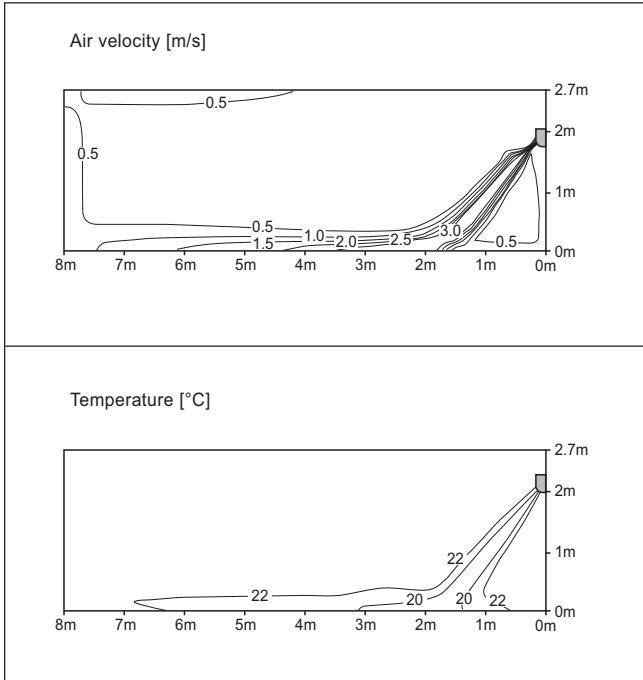 Air velocity [m/s]
2.7m
0.5
2m
0.5
1m
0.5 1.0 2.5 3.0
1.5 2.0 0.5
0m
8m 7m 6m 5m 4m 3m 2m 1m 0m
Temperature [°C]
2.7m
2m
22
1m
22 20 20 22
0m
8m 7m 6m 5m 4m 3m 2m 1m 0m